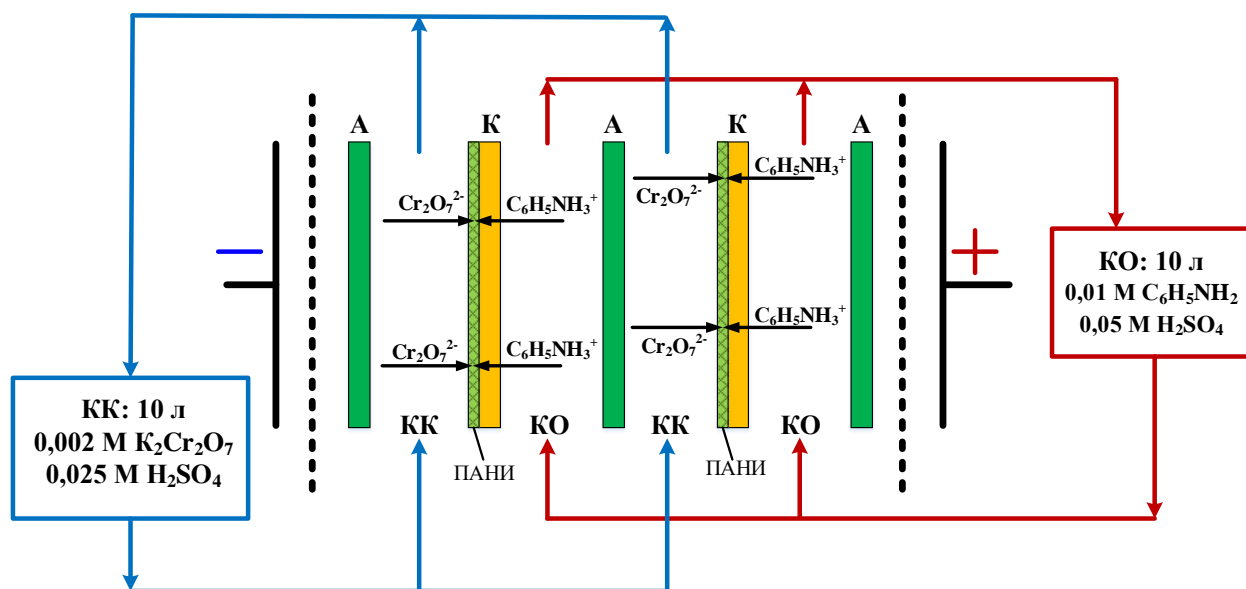 А
К
А
К
А
Cr₂O₇²⁻
C₆H₅NH₃⁺
Cr₂O₇²⁻
C₆H₅NH₃⁺
Cr₂O₇²⁻
C₆H₅NH₃⁺
Cr₂O₇²⁻
C₆H₅NH₃⁺
КК
КО
КК
КО
ПАНИ
ПАНИ
КК: 10 л
0,002 М K₂Cr₂O₇
0,025 М H₂SO₄
КО: 10 л
0,01 М C₆H₅NH₂
0,05 М H₂SO₄